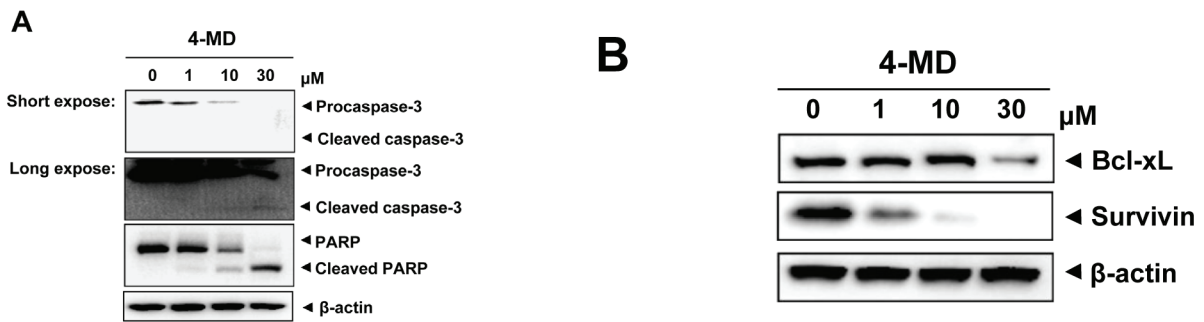 A
4-MD
0 1 10 30 µM
Short expose:
Procaspase-3
Cleaved caspase-3
Long expose:
Procaspase-3
Cleaved caspase-3
PARP
Cleaved PARP
β-actin
B
4-MD
0 1 10 30 µM
Bcl-xL
Survivin
β-actin